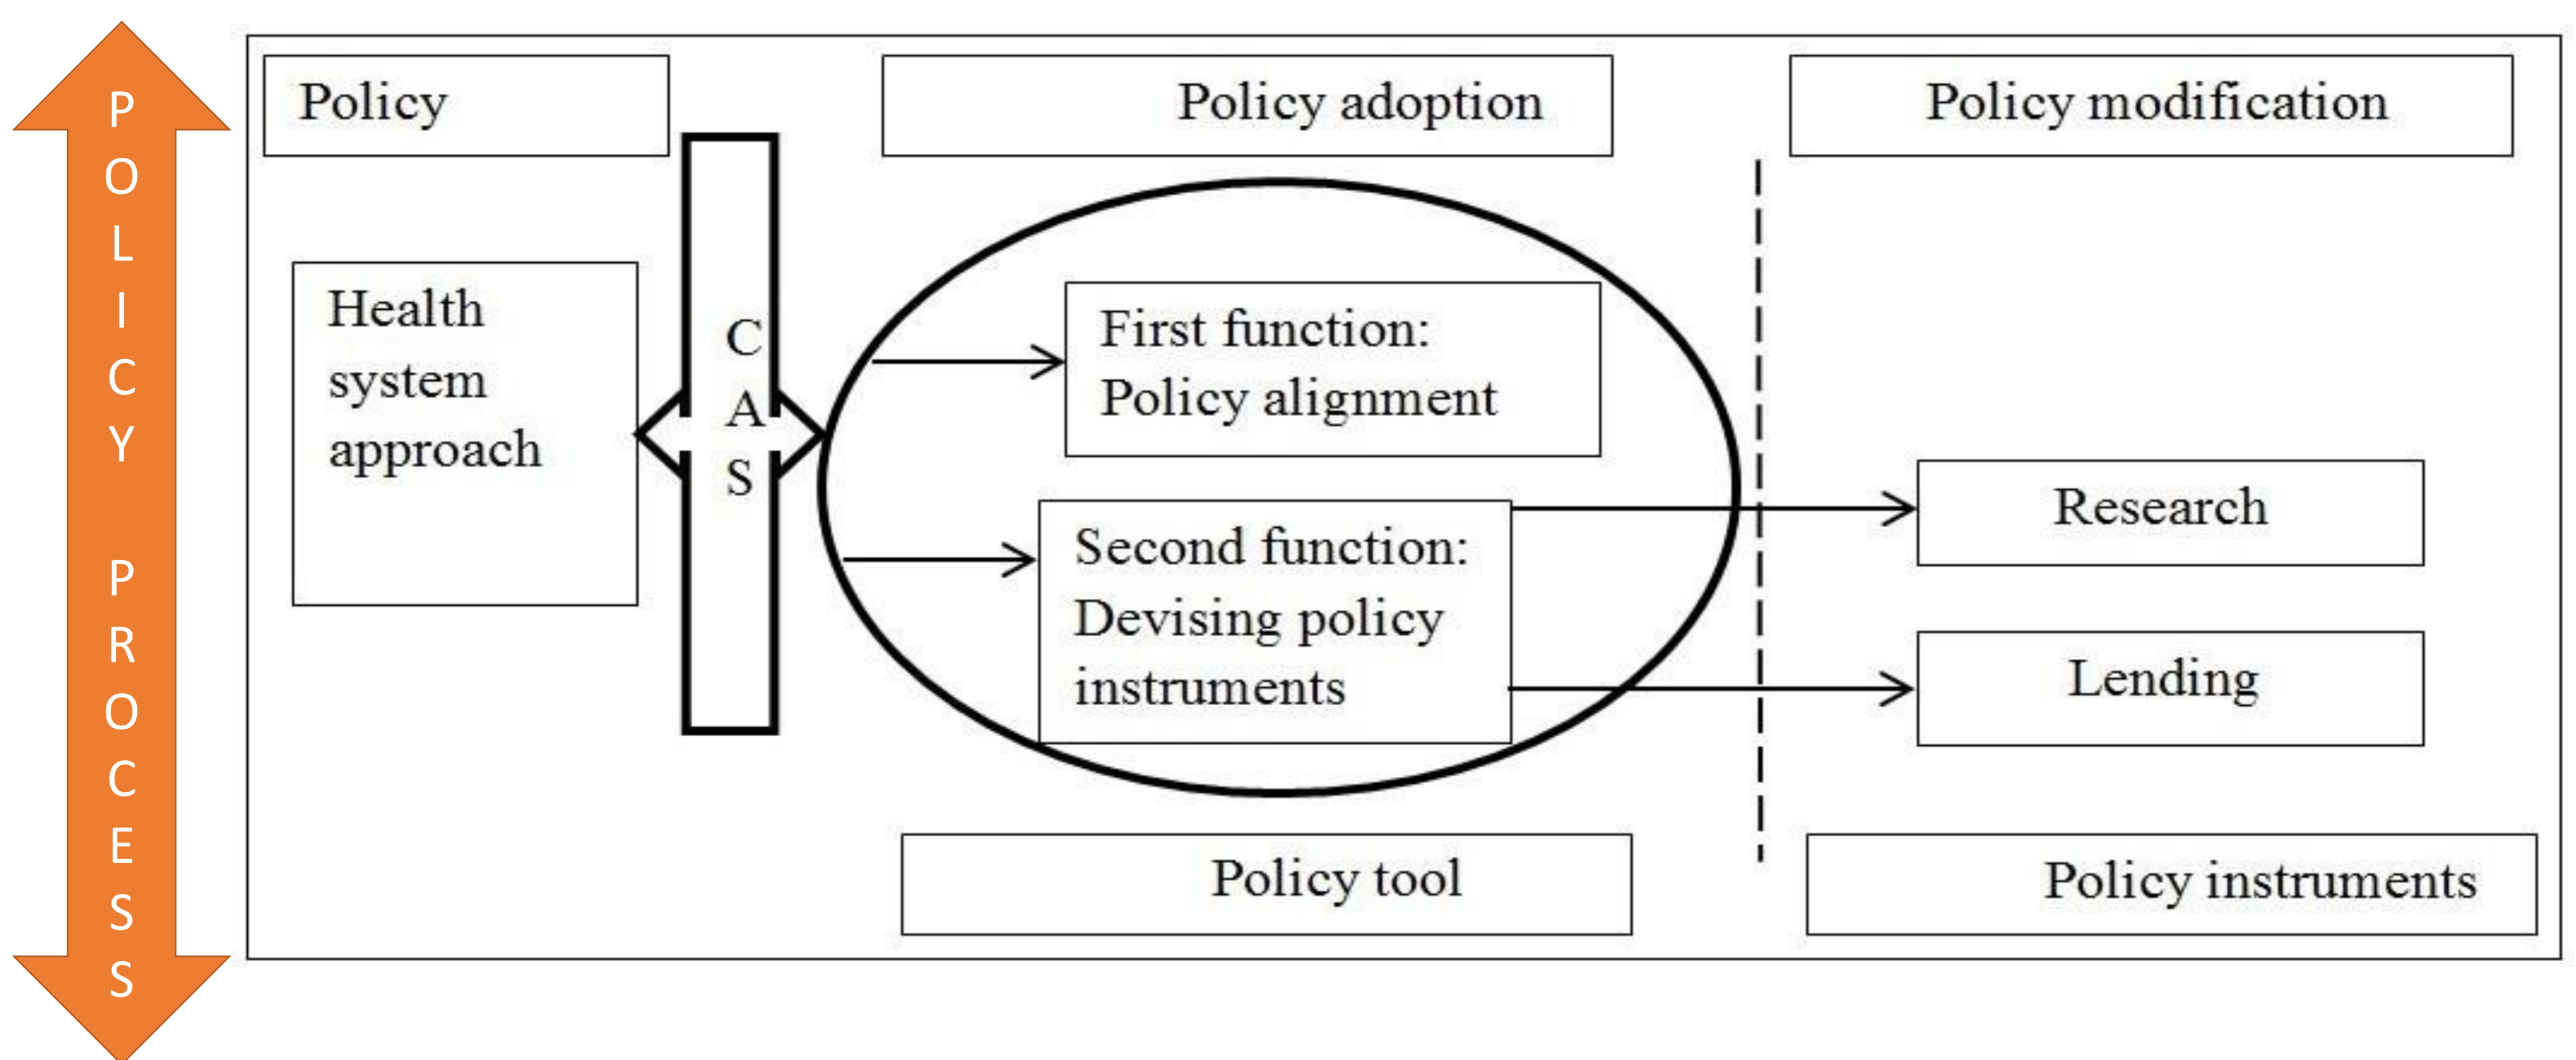 POLICY PROCESS
Policy
Policy adoption
Policy modification
Health
system
approach
C
A
S
First function:
Policy alignment
Second function:
Devising policy
instruments
Research
Lending
Policy tool
Policy instruments